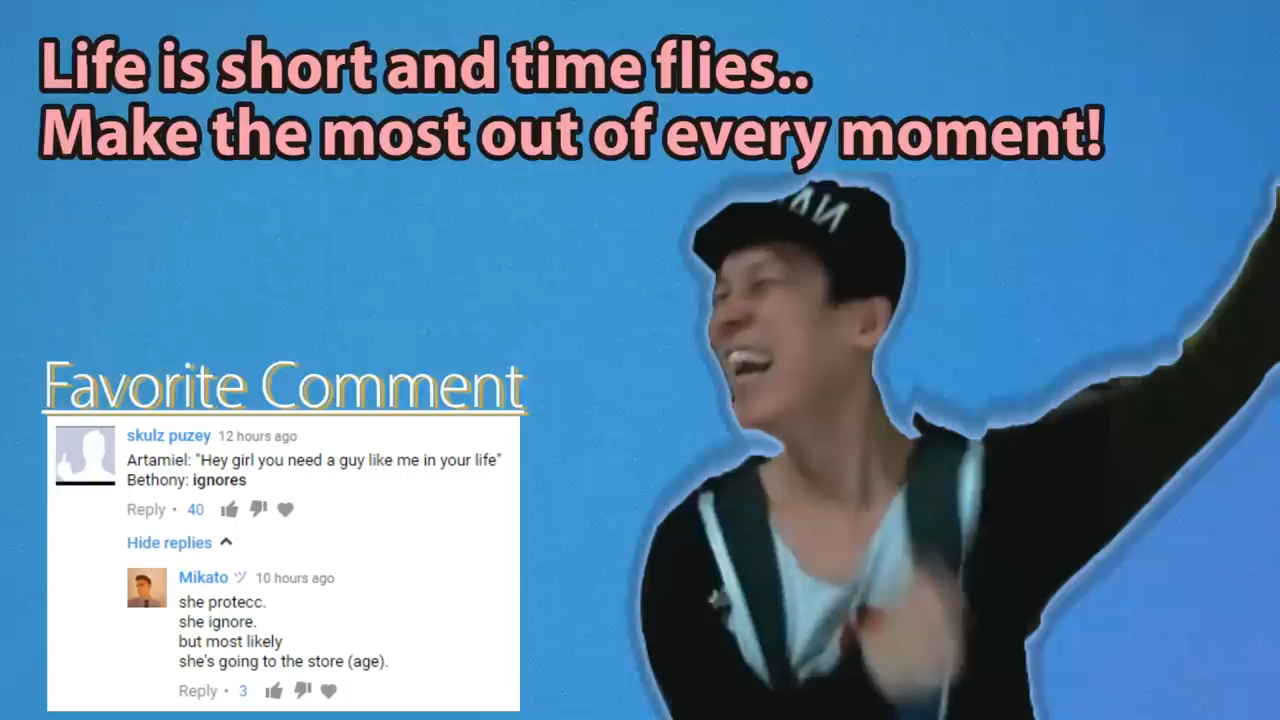 Life is short and time flies..
Make the most out of every moment!
Favorite Comment
skulz puzey 12 hours ago
Artamiel: "Hey girl you need a guy like me in your life"
Bethony: ignores
Reply • 40
Hide replies
Mikato ツ 10 hours ago
she protecc.
she ignore.
but most likely
she's going to the store (age).
Reply • 3